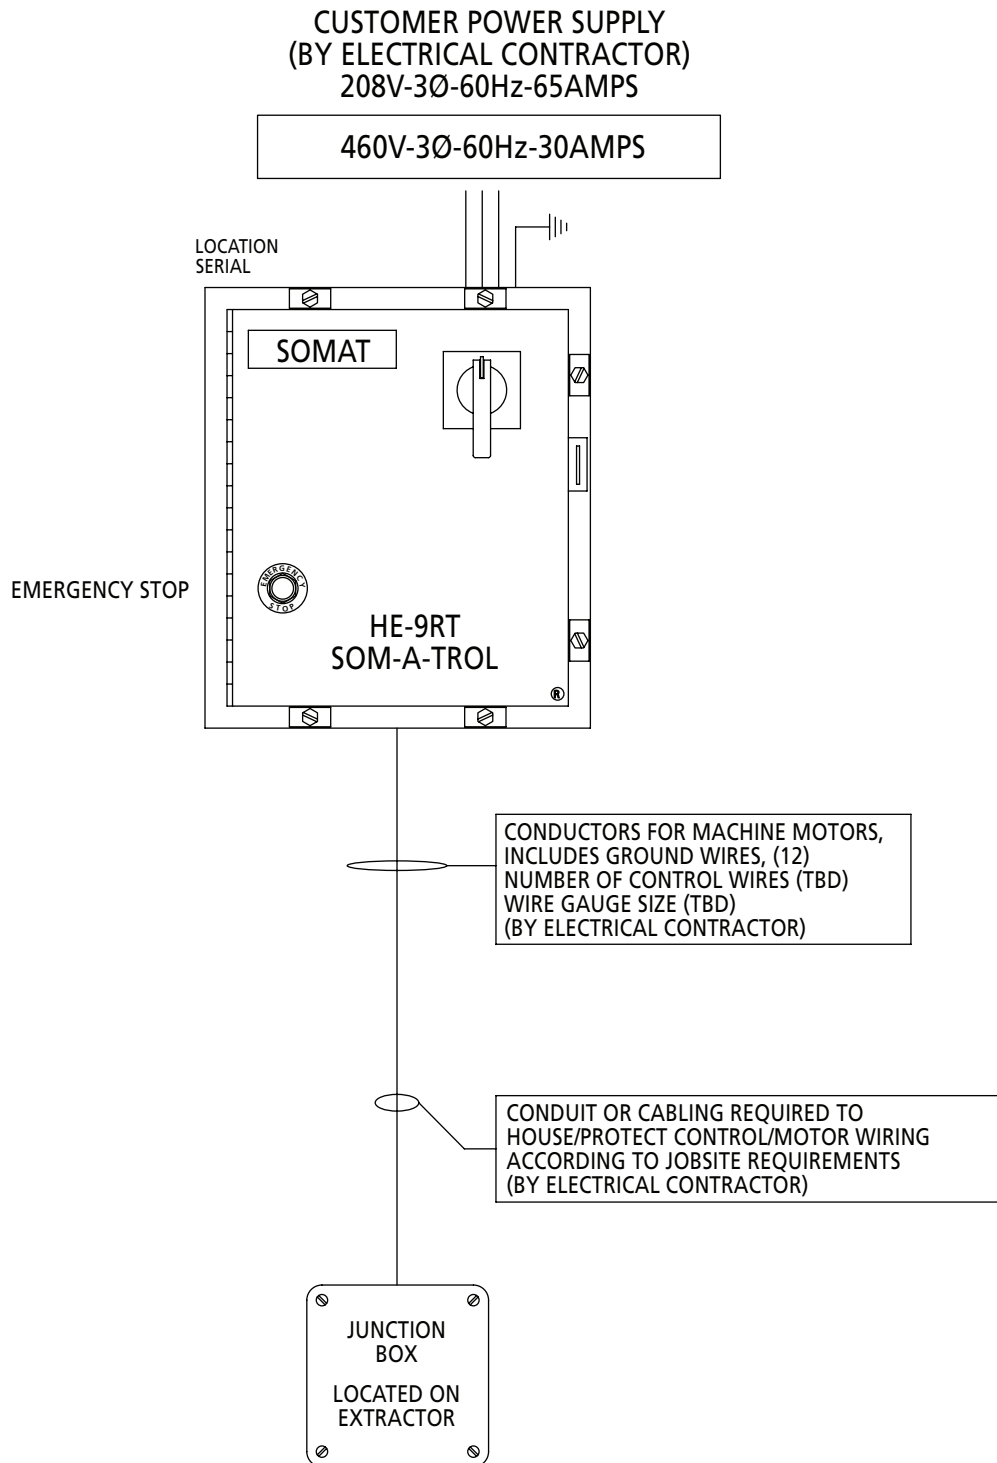 CUSTOMER POWER SUPPLY
(BY ELECTRICAL CONTRACTOR)
208V-3Ø-60Hz-65AMPS
460V-3Ø-60Hz-30AMPS
LOCATION
SERIAL
SOMAT
EMERGENCY STOP
EMERGENCY
STOP
HE-9RT
SOM-A-TROL
®
CONDUCTORS FOR MACHINE MOTORS,
INCLUDES GROUND WIRES, (12)
NUMBER OF CONTROL WIRES (TBD)
WIRE GAUGE SIZE (TBD)
(BY ELECTRICAL CONTRACTOR)
CONDUIT OR CABLING REQUIRED TO
HOUSE/PROTECT CONTROL/MOTOR WIRING
ACCORDING TO JOBSITE REQUIREMENTS
(BY ELECTRICAL CONTRACTOR)
JUNCTION
BOX
LOCATED ON
EXTRACTOR